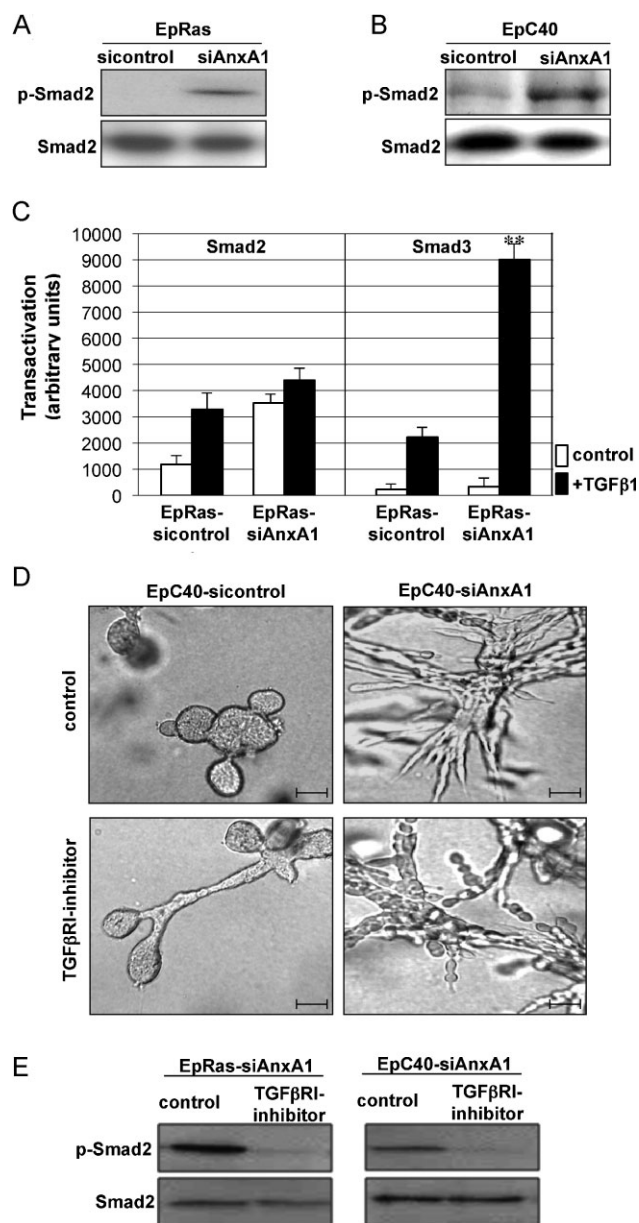 A
EpRas
sicontrol siAnxA1
p-Smad2
Smad2
B
EpC40
sicontrol siAnxA1
p-Smad2
Smad2
C
Transactivation
(arbitrary units)
10000
9000
8000
7000
6000
5000
4000
3000
2000
1000
0
Smad2 Smad3
**
EpRas-
sicontrol
EpRas-
siAnxA1
EpRas-
sicontrol
EpRas-
siAnxA1
control
+TGFβ1
D
EpC40-sicontrol EpC40-siAnxA1
control
TGFβRI-inhibitor
E
EpRas-siAnxA1
control TGFβRI-
inhibitor
p-Smad2
Smad2
EpC40-siAnxA1
control TGFβRI-
inhibitor